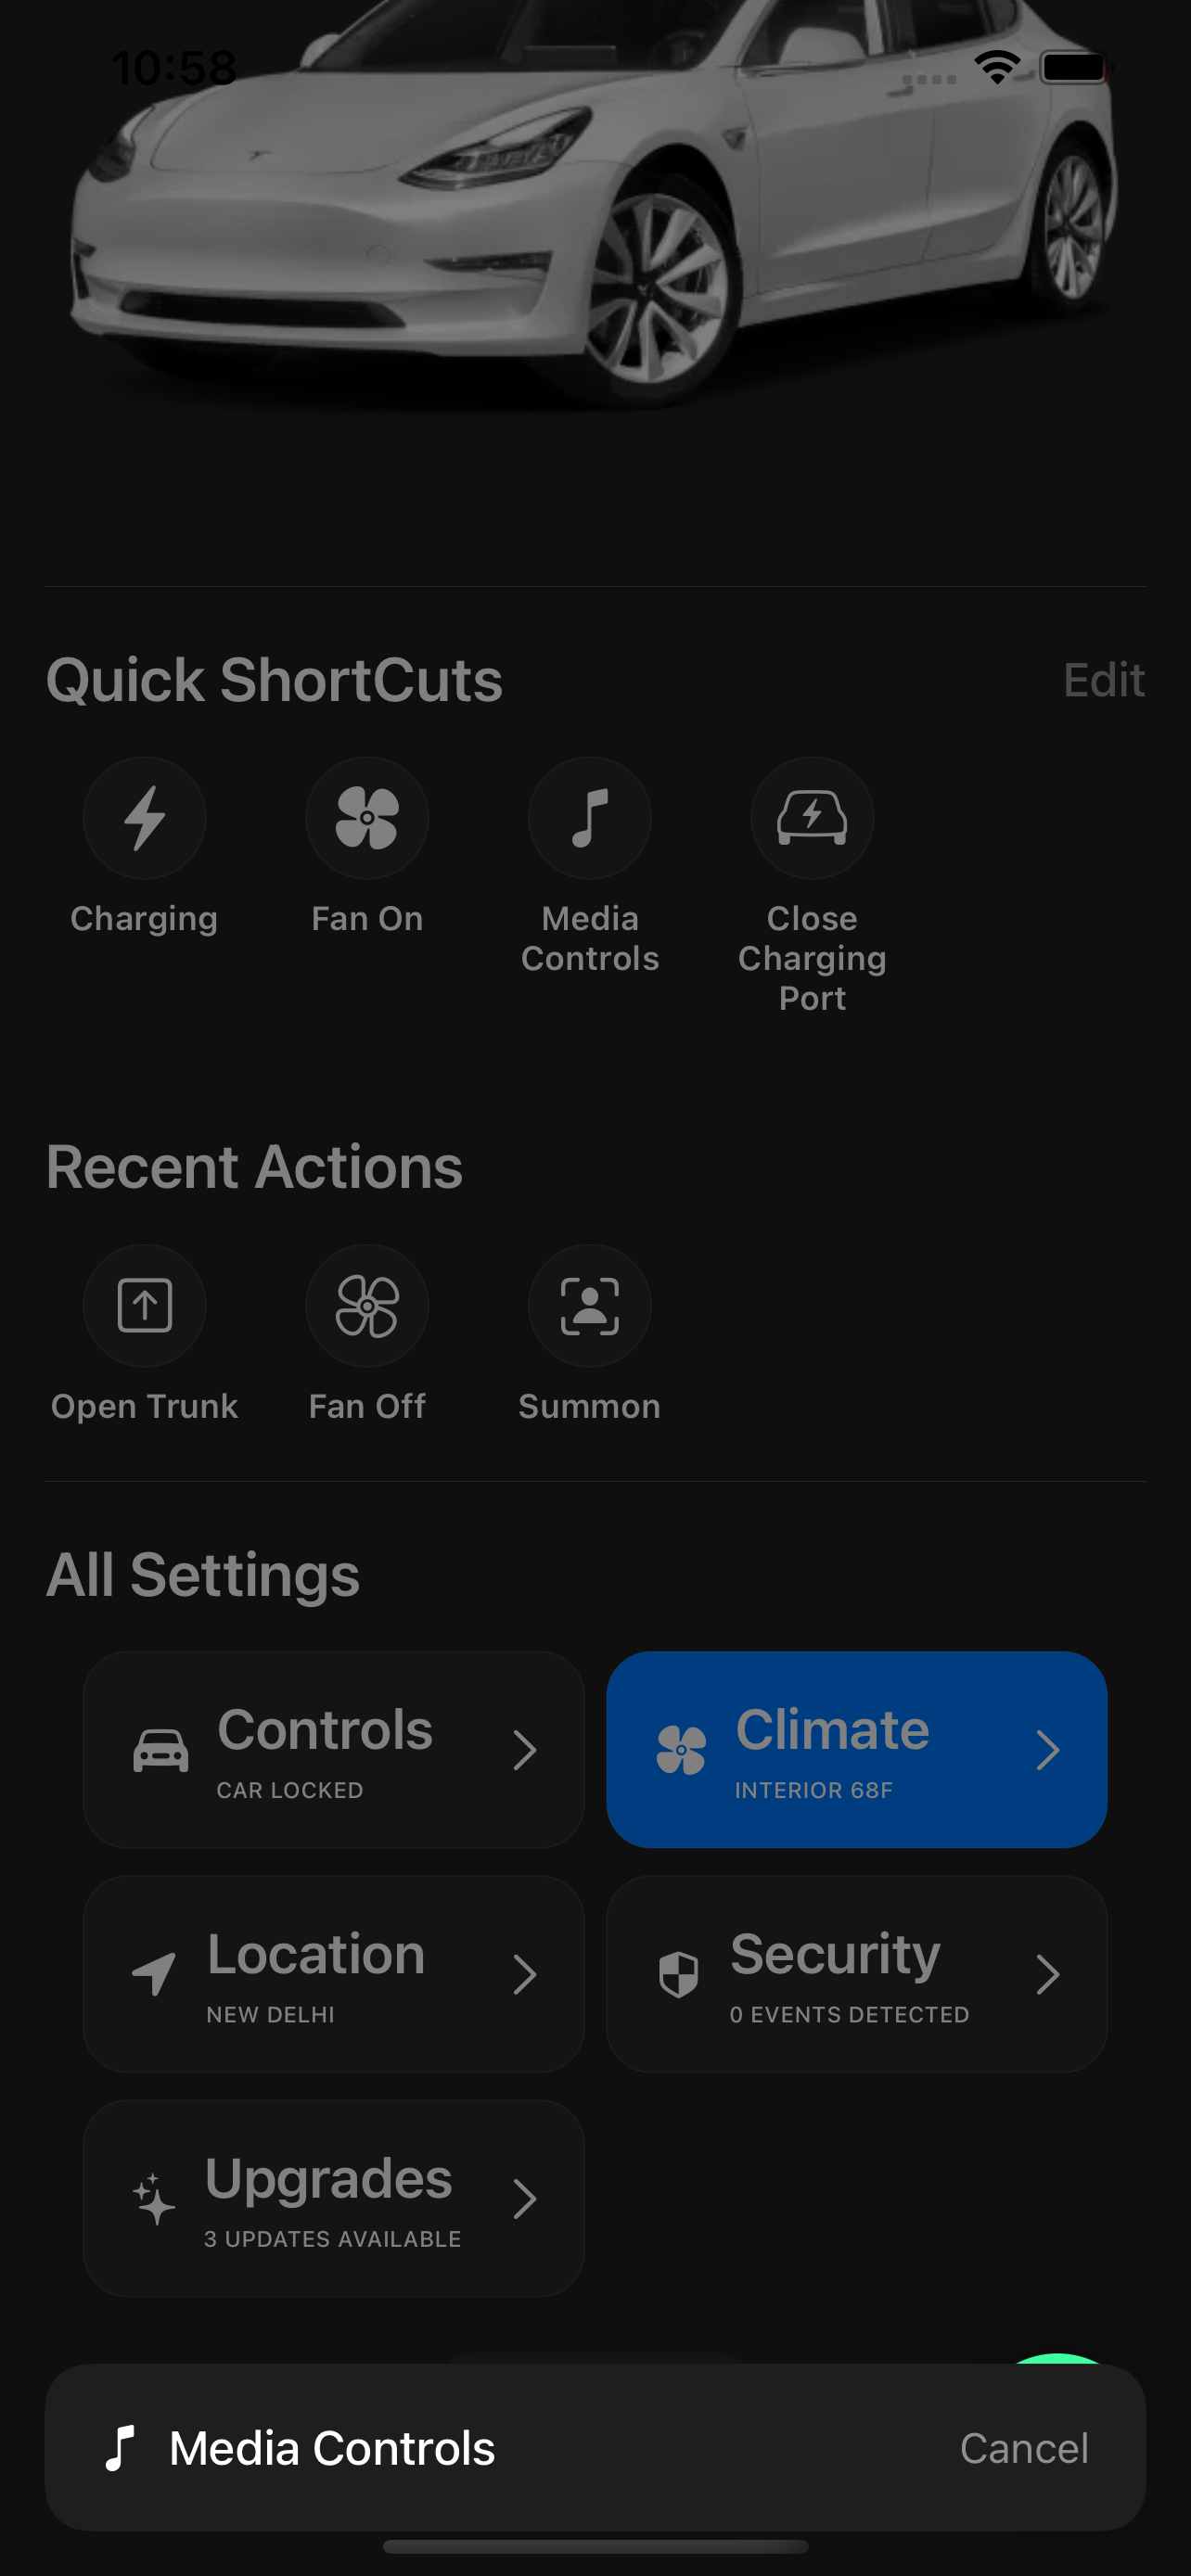 10:58
Quick ShortCuts
Edit
Charging
Fan On
Media
Controls
Close
Charging
Port
Recent Actions
Open Trunk
Fan Off
Summon
All Settings
Controls
CAR LOCKED
Climate
INTERIOR 68F
Location
NEW DELHI
Security
0 EVENTS DETECTED
Upgrades
3 UPDATES AVAILABLE
Media Controls
Cancel